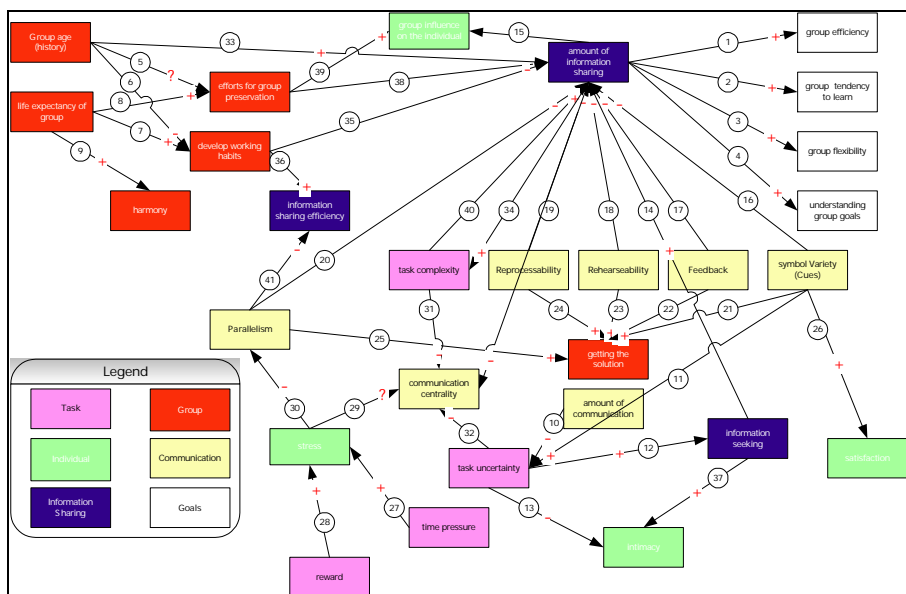 group influence
on the individual
15
Group age
(history)
33
amount of
information
sharing
1
+
group efficiency
5
39
+
+
6
?
efforts for group
preservation
38
+
-
2
+
group tendency
to learn
life expectancy of
group
8
+
35
3
+
group flexibility
7
+
-
develop working
habits
36
+
4
+
understanding
group goals
9
+
harmony
information
sharing efficiency
40
34
19
18
14
17
16
20
-
41
+
+
task complexity
Reprocessability
Rehearseability
Feedback
symbol Variety
(Cues)
31
24
23
22
21
Parallelism
25
+
+
+
+
getting the
solution
26
-
-
communication
centrality
11
Legend
Task
Group
Individual
Communication
Information
Sharing
Goals
-
30
29
?
amount of
communication
10
-
32
-
stress
task uncertainty
+
+
12
+
information
seeking
satisfaction
+
28
+
27
13
-
37
+
time pressure
intimacy
reward